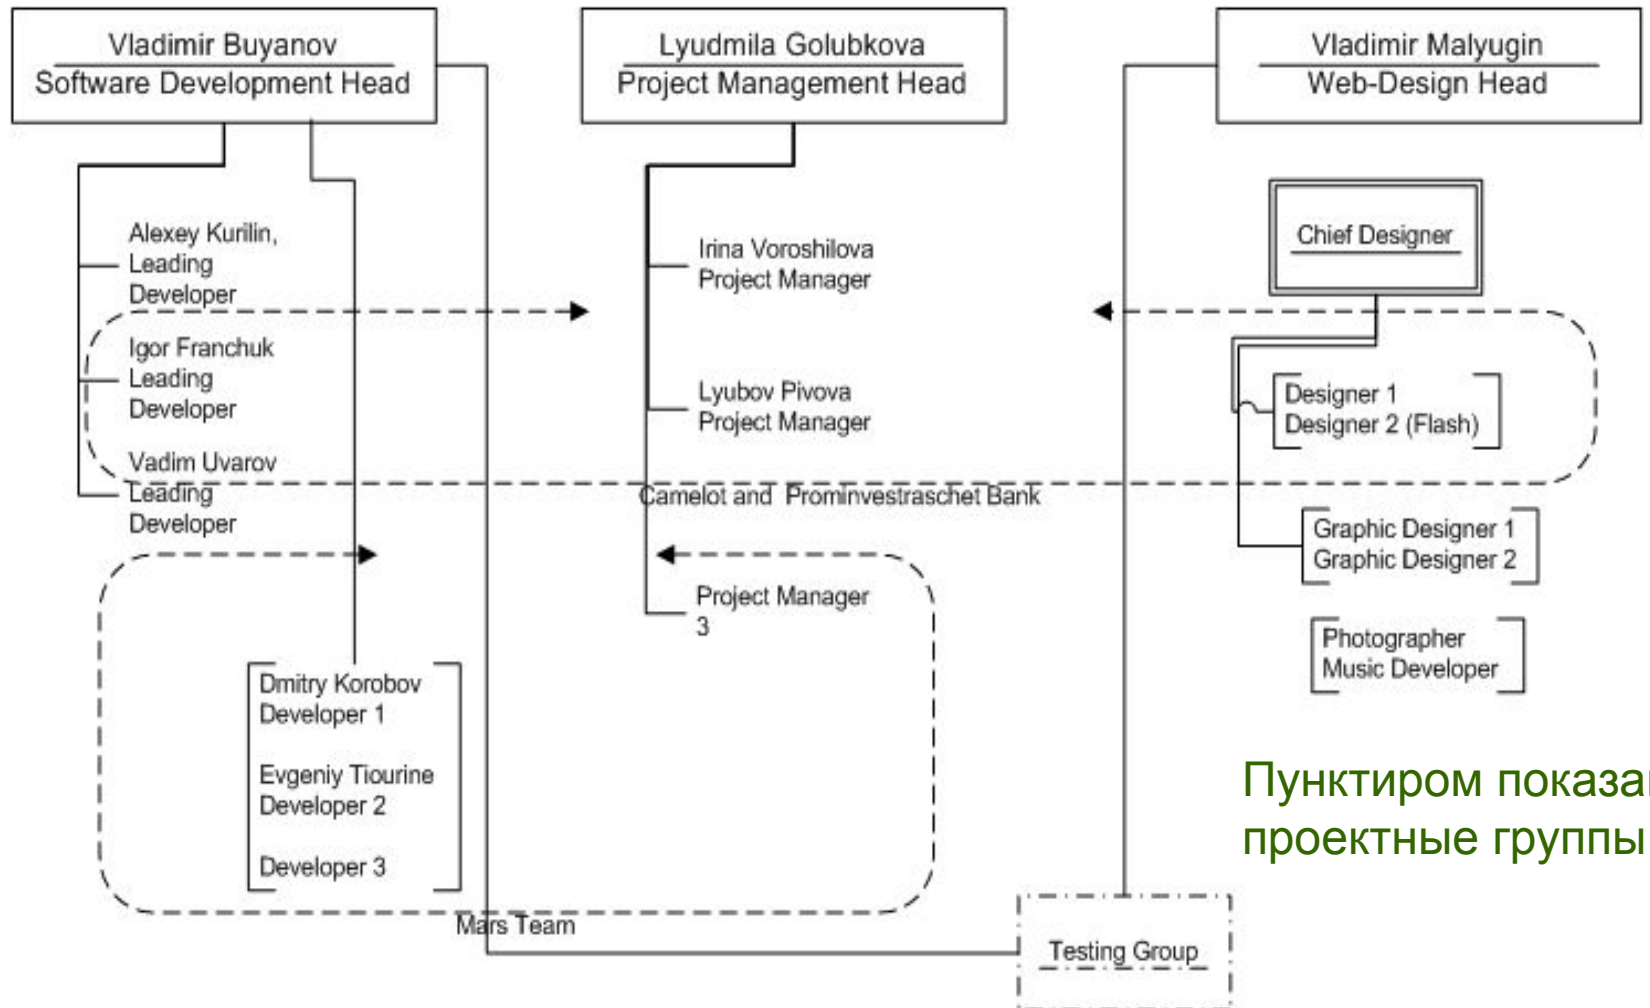 Vladimir Buyanov
Software Development Head
Lyudmila Golubkova
Project Management Head
Vladimir Malyugin
Web-Design Head
Alexey Kurilin,
Leading
Developer
Igor Franchuk
Leading
Developer
Vadim Uvarov
Leading
Developer
Irina Voroshilova
Project Manager
Lyubov Pivova
Project Manager
Chief Designer
Designer 1
Designer 2 (Flash)
Camelot and Prominvestraschet Bank
Graphic Designer 1
Graphic Designer 2
Project Manager
3
Photographer
Music Developer
Dmitry Korobov
Developer 1
Evgeniy Tiourine
Developer 2
Developer 3
Mars Team
Testing Group
Пунктиром
проектные группы